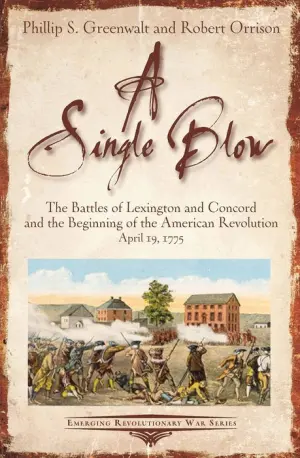 Phillip S. Greenwalt and Robert Orrison
A
Single Blow
The Battles of Lexington and Concord
and the Beginning of the American Revolution
April 19, 1775
Emerging Revolutionary War Series